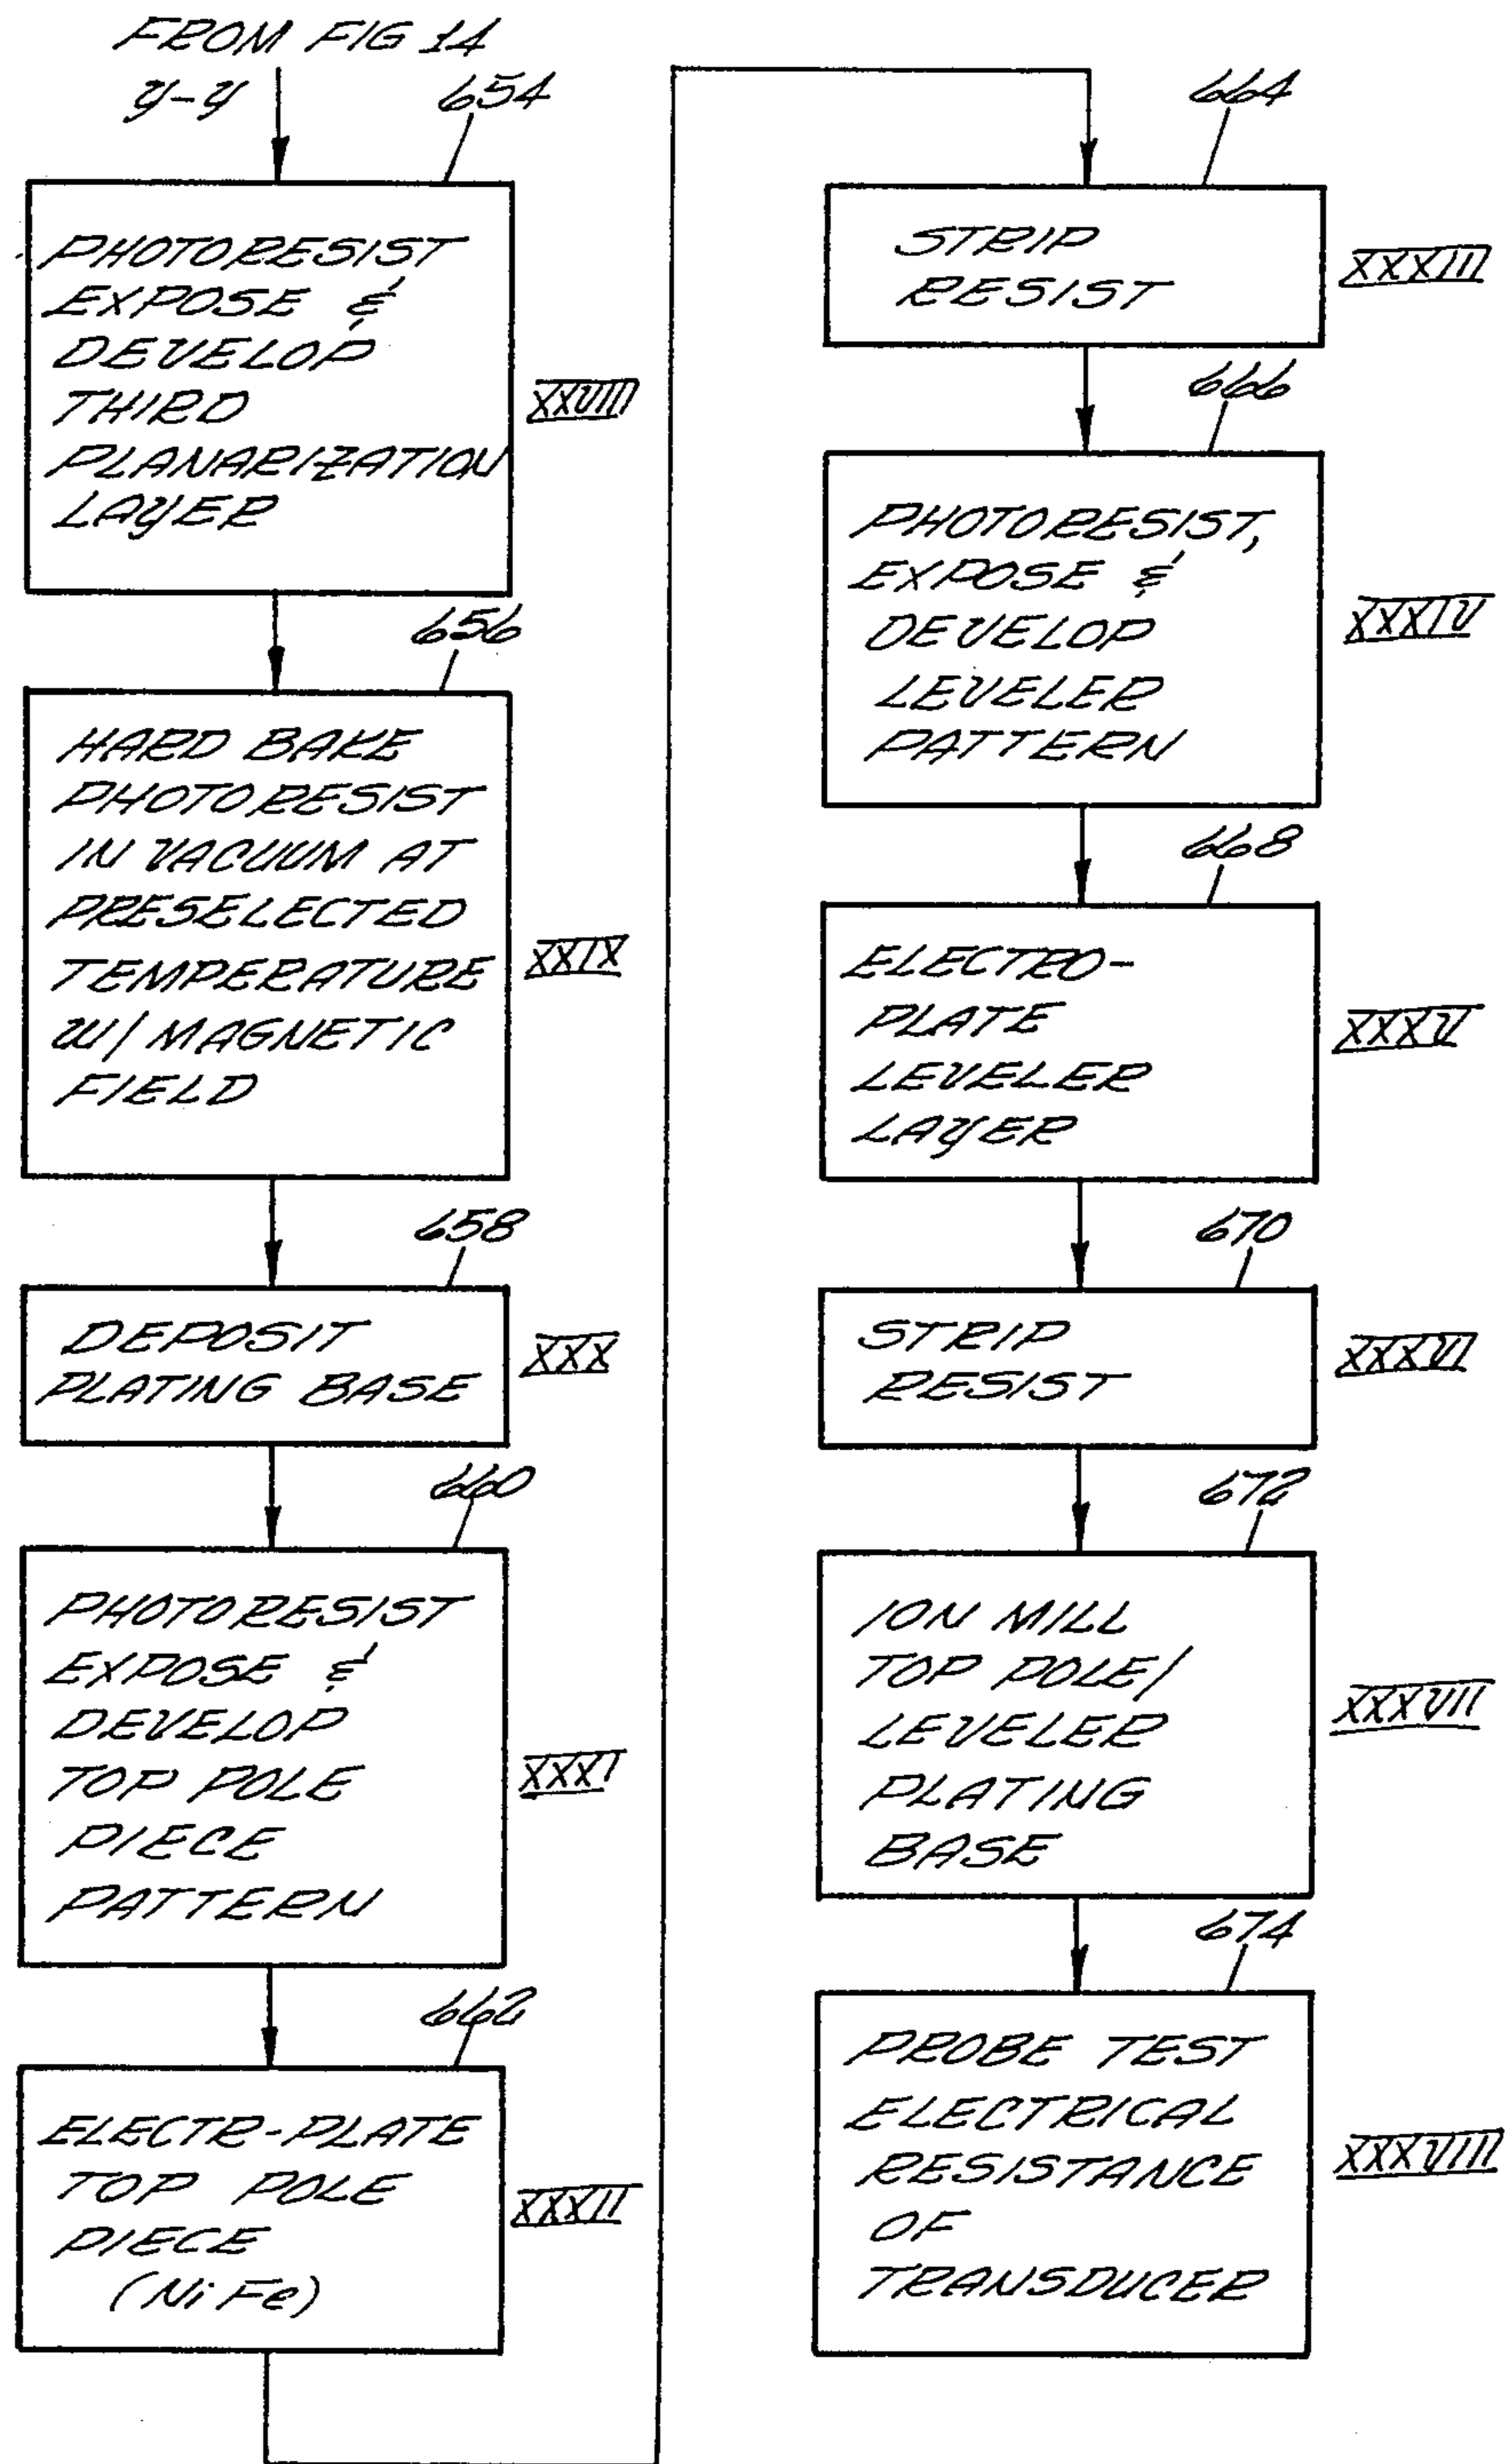 FROM FIG 14
y-y
654
PHOTORESIST
EXPOSE &
DEVELOP
THIRD
PLANARIZATION
LAYER
XXVIII
656
HARD BAKE
PHOTORESIST
IN VACUUM AT
PRESELECTED
TEMPERATURE
W/ MAGNETIC
FIELD
XXIX
658
DEPOSIT
PLATING BASE
XXX
660
PHOTORESIST
EXPOSE &
DEVELOP
TOP POLE
PIECE
PATTERN
XXXI
662
ELECTR-PLATE
TOP POLE
PIECE
(NiFe)
XXXII
664
STRIP
RESIST
XXXIII
666
PHOTORESIST,
EXPOSE &
DEVELOP
LEVELER
PATTERN
XXXIV
668
ELECTRO-
PLATE
LEVELER
LAYER
XXXV
670
STRIP
RESIST
XXXVI
672
ION MILL
TOP POLE/
LEVELER
PLATING
BASE
XXXVII
674
PROBE TEST
ELECTRICAL
RESISTANCE
OF
TRANSDUCER
XXXVIII